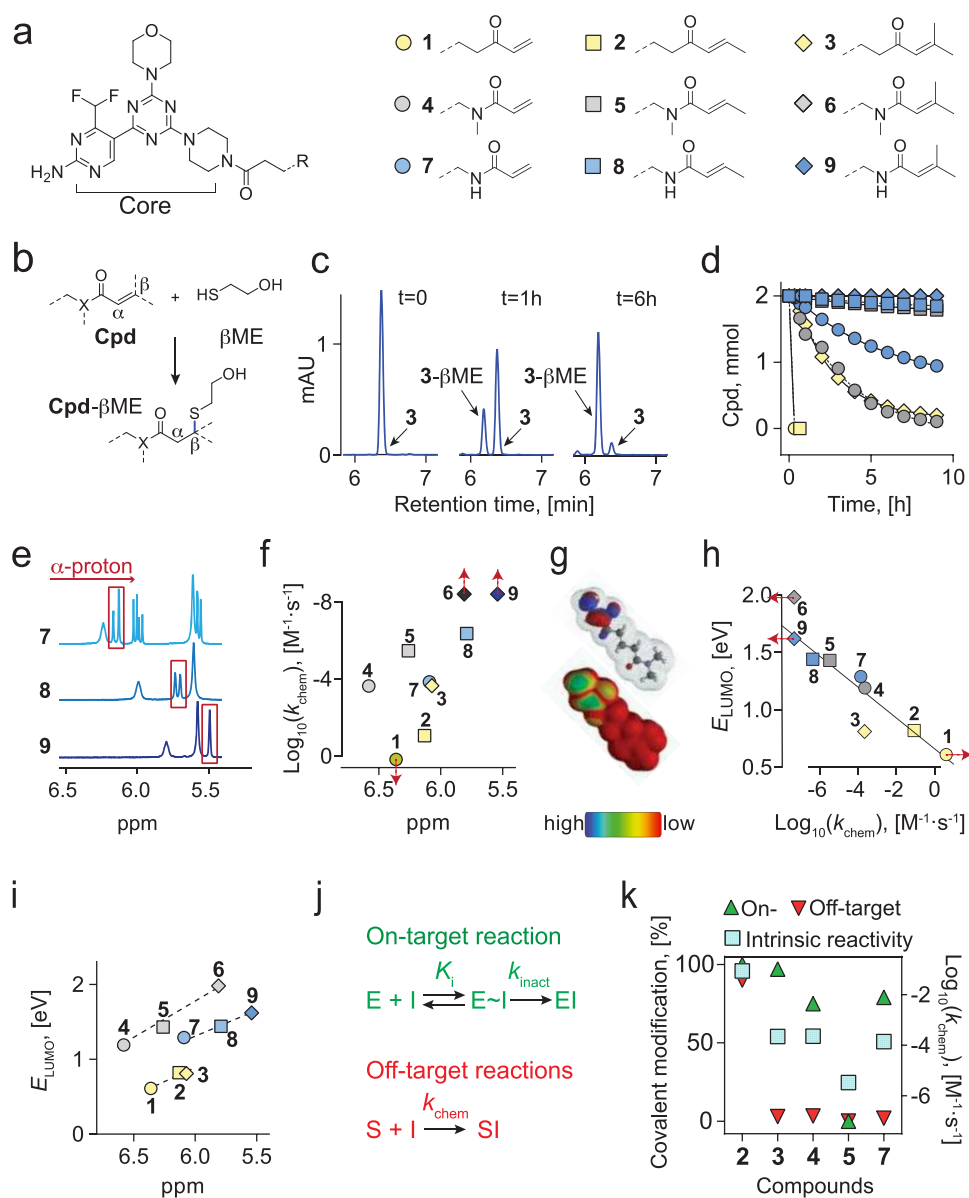 a
O
N
F F
N N
N N N
N N
H₂N N
N
R
O
Core
1 O
2 O
3 O
4 O N
5 O N
6 O N
7 O N H
8 O N H
9 O N H
b
O
X
α
β
+
HS OH
Cpd
βME
OH
Cpd-βME
S
O
X α
β
c
t=0
t=1h
t=6h
mAU
1
0
3-βME
3-βME
3
3
3
6 7 6 7 6 7
Retention time, [min]
d
Cpd, mmol
2
1
0
0 5 10
Time, [h]
e
α-proton
7
8
9
6.5 6.0 5.5
ppm
f
Log₁₀(kchem), [M⁻¹·s⁻¹]
-8
-4
0
6 9
5
8
4
7
3
2
1
6.5 6.0 5.5
ppm
g
high low
h
ELUMO, [eV]
2.0
1.5
1.0
0.5
6
9
8 5 7
4
3 2
1
-6 -4 -2 0
Log₁₀(kchem), [M⁻¹·s⁻¹]
i
ELUMO, [eV]
2
1
0
6
9
4 5 7 8
1 2 3
6.5 6.0 5.5
ppm
j
On-target reaction
Ki kinact
E + I E~I EI
Off-target reactions
kchem
S + I SI
k
On- Off-target
Intrinsic reactivity
Covalent modification, [%]
100
50
0
-2
-4
-6
Log₁₀(kchem), [M⁻¹·s⁻¹]
2 3 4 5 7
Compounds